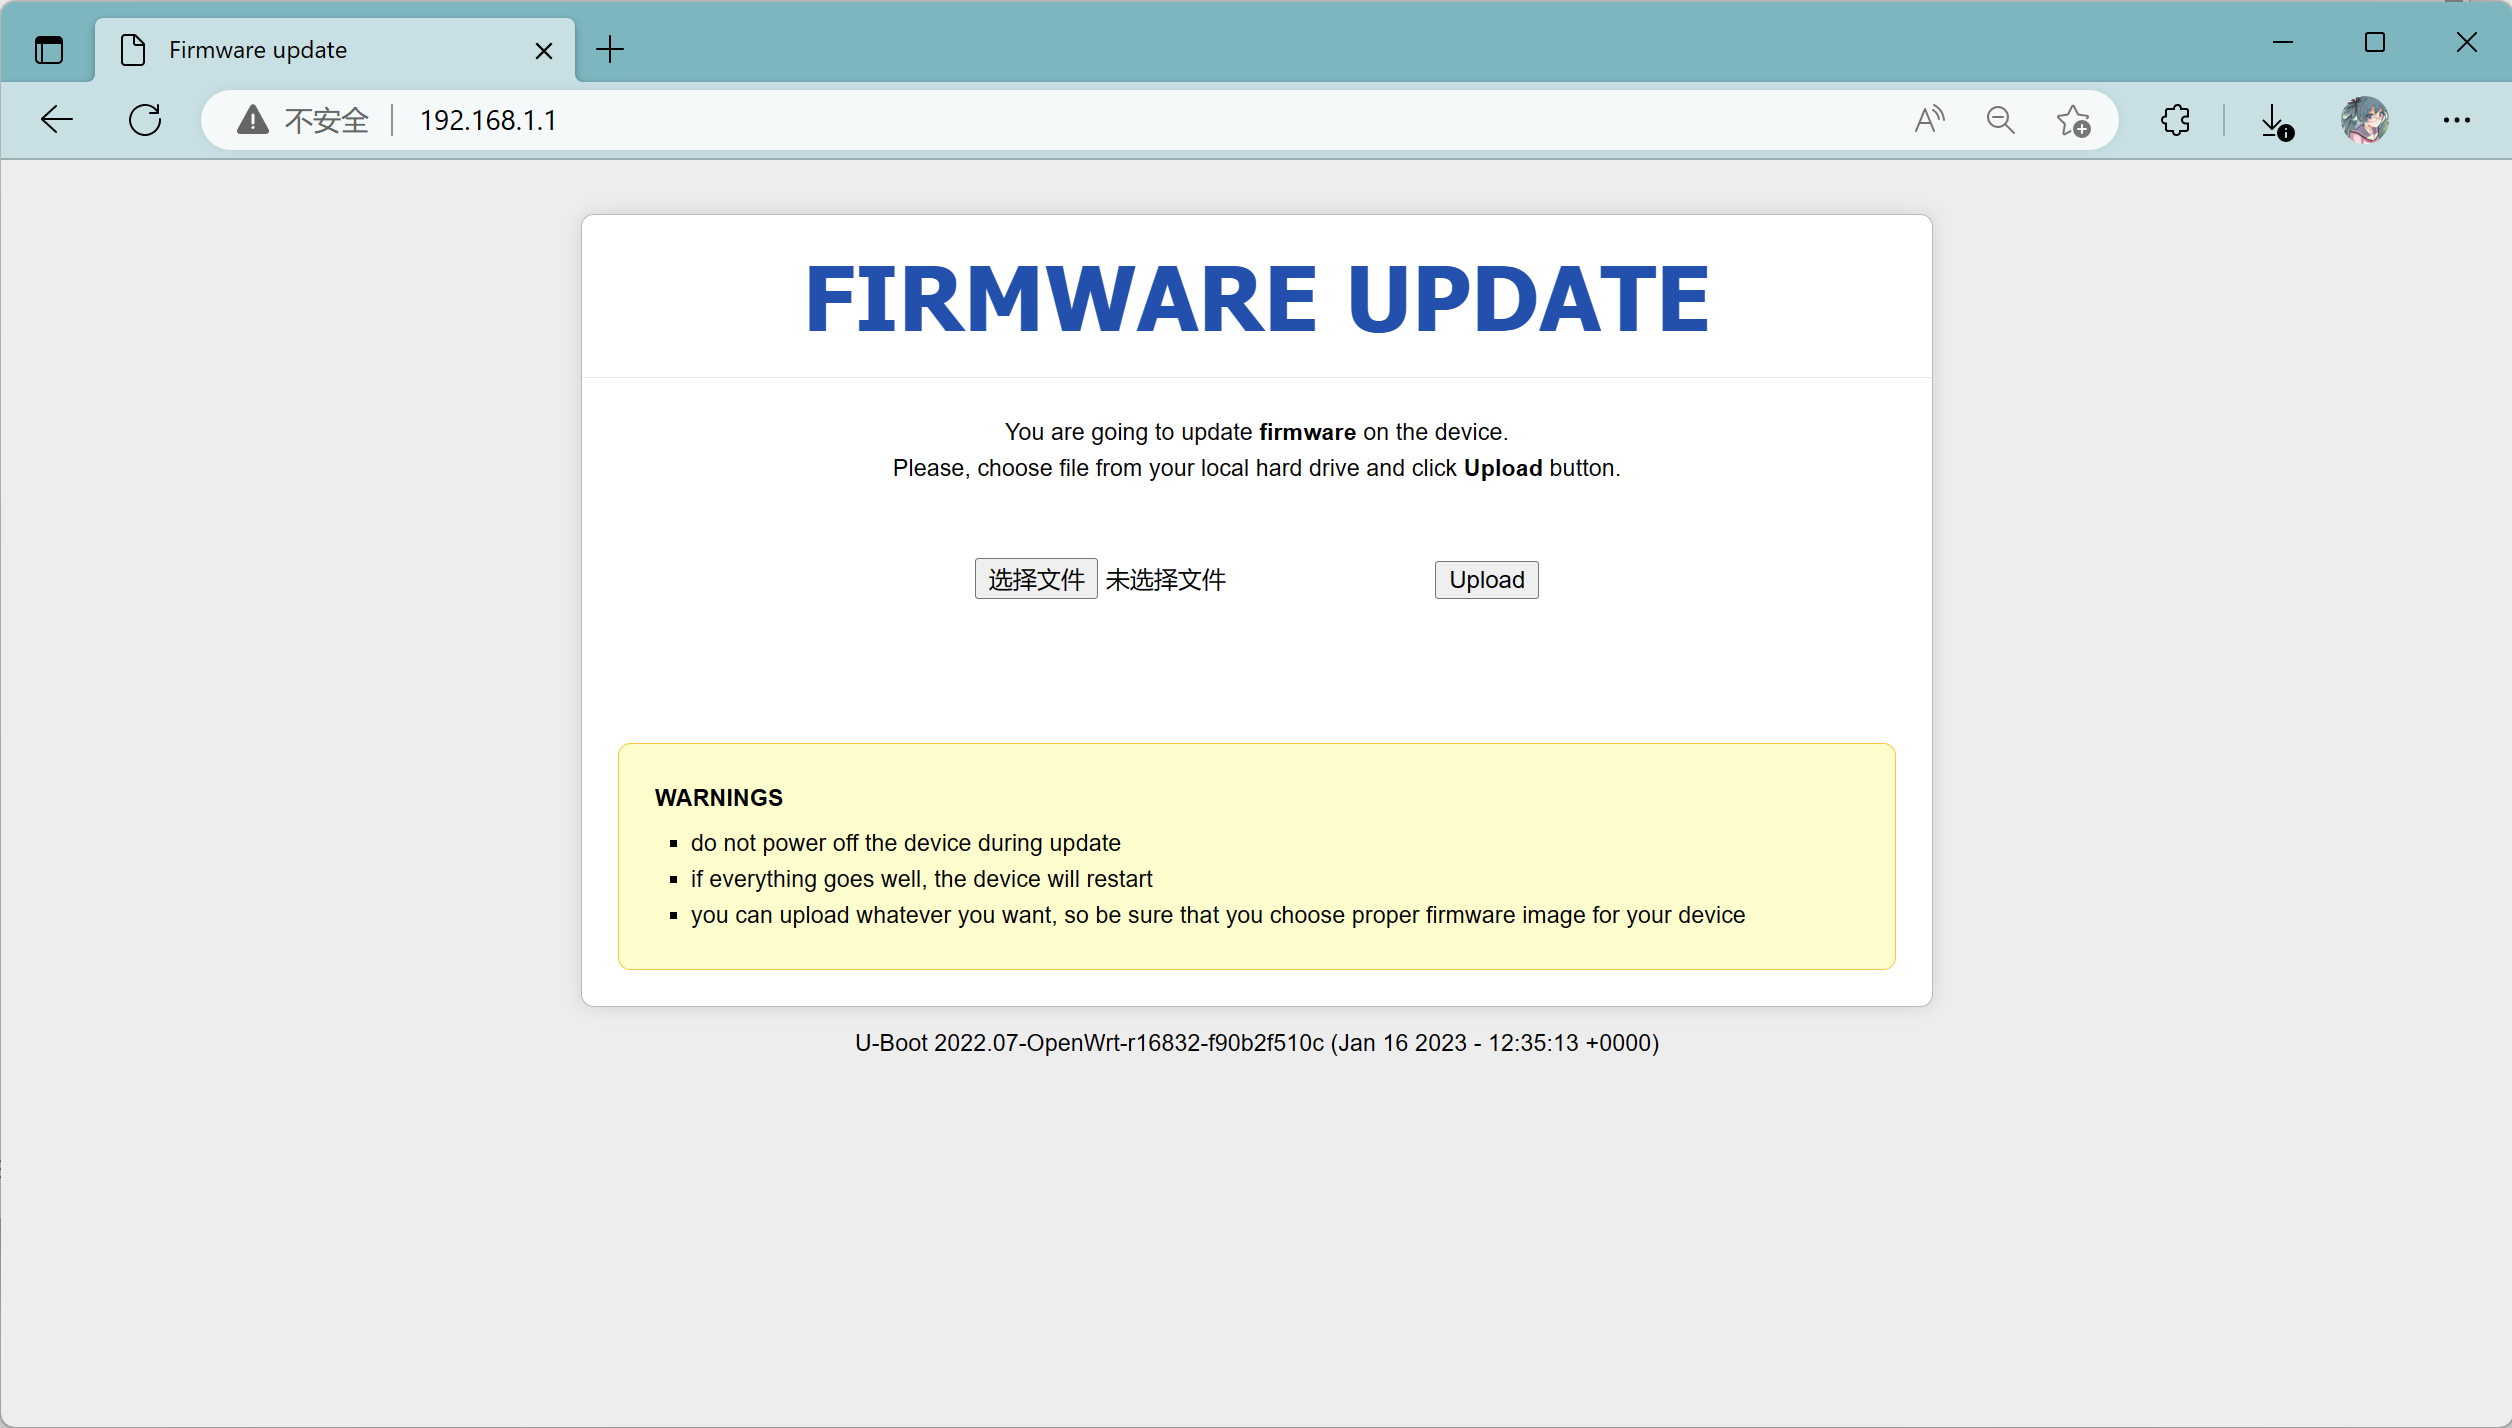 Firmware update
不安全
192.168.1.1
FIRMWARE UPDATE
You are going to update firmware on the device.
Please, choose file from your local hard drive and click Upload button.
选择文件 未选择文件 Upload
WARNINGS
do not power off the device during update
if everything goes well, the device will restart
you can upload whatever you want, so be sure that you choose proper firmware image for your device
U-Boot 2022.07-OpenWrt-r16832-f90b2f510c (Jan 16 2023 - 12:35:13 +0000)